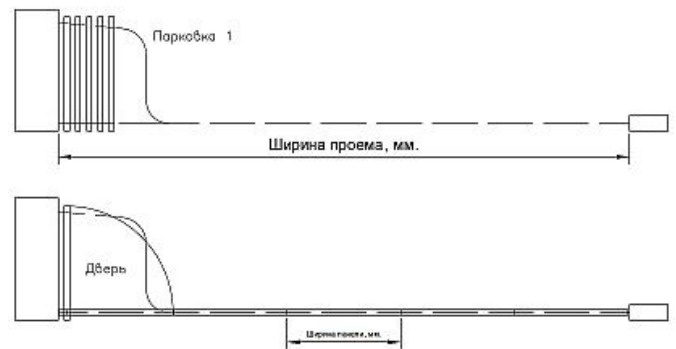 Парковка 1
Ширина проема, мм.
Дверь
Ширина панели, мм.